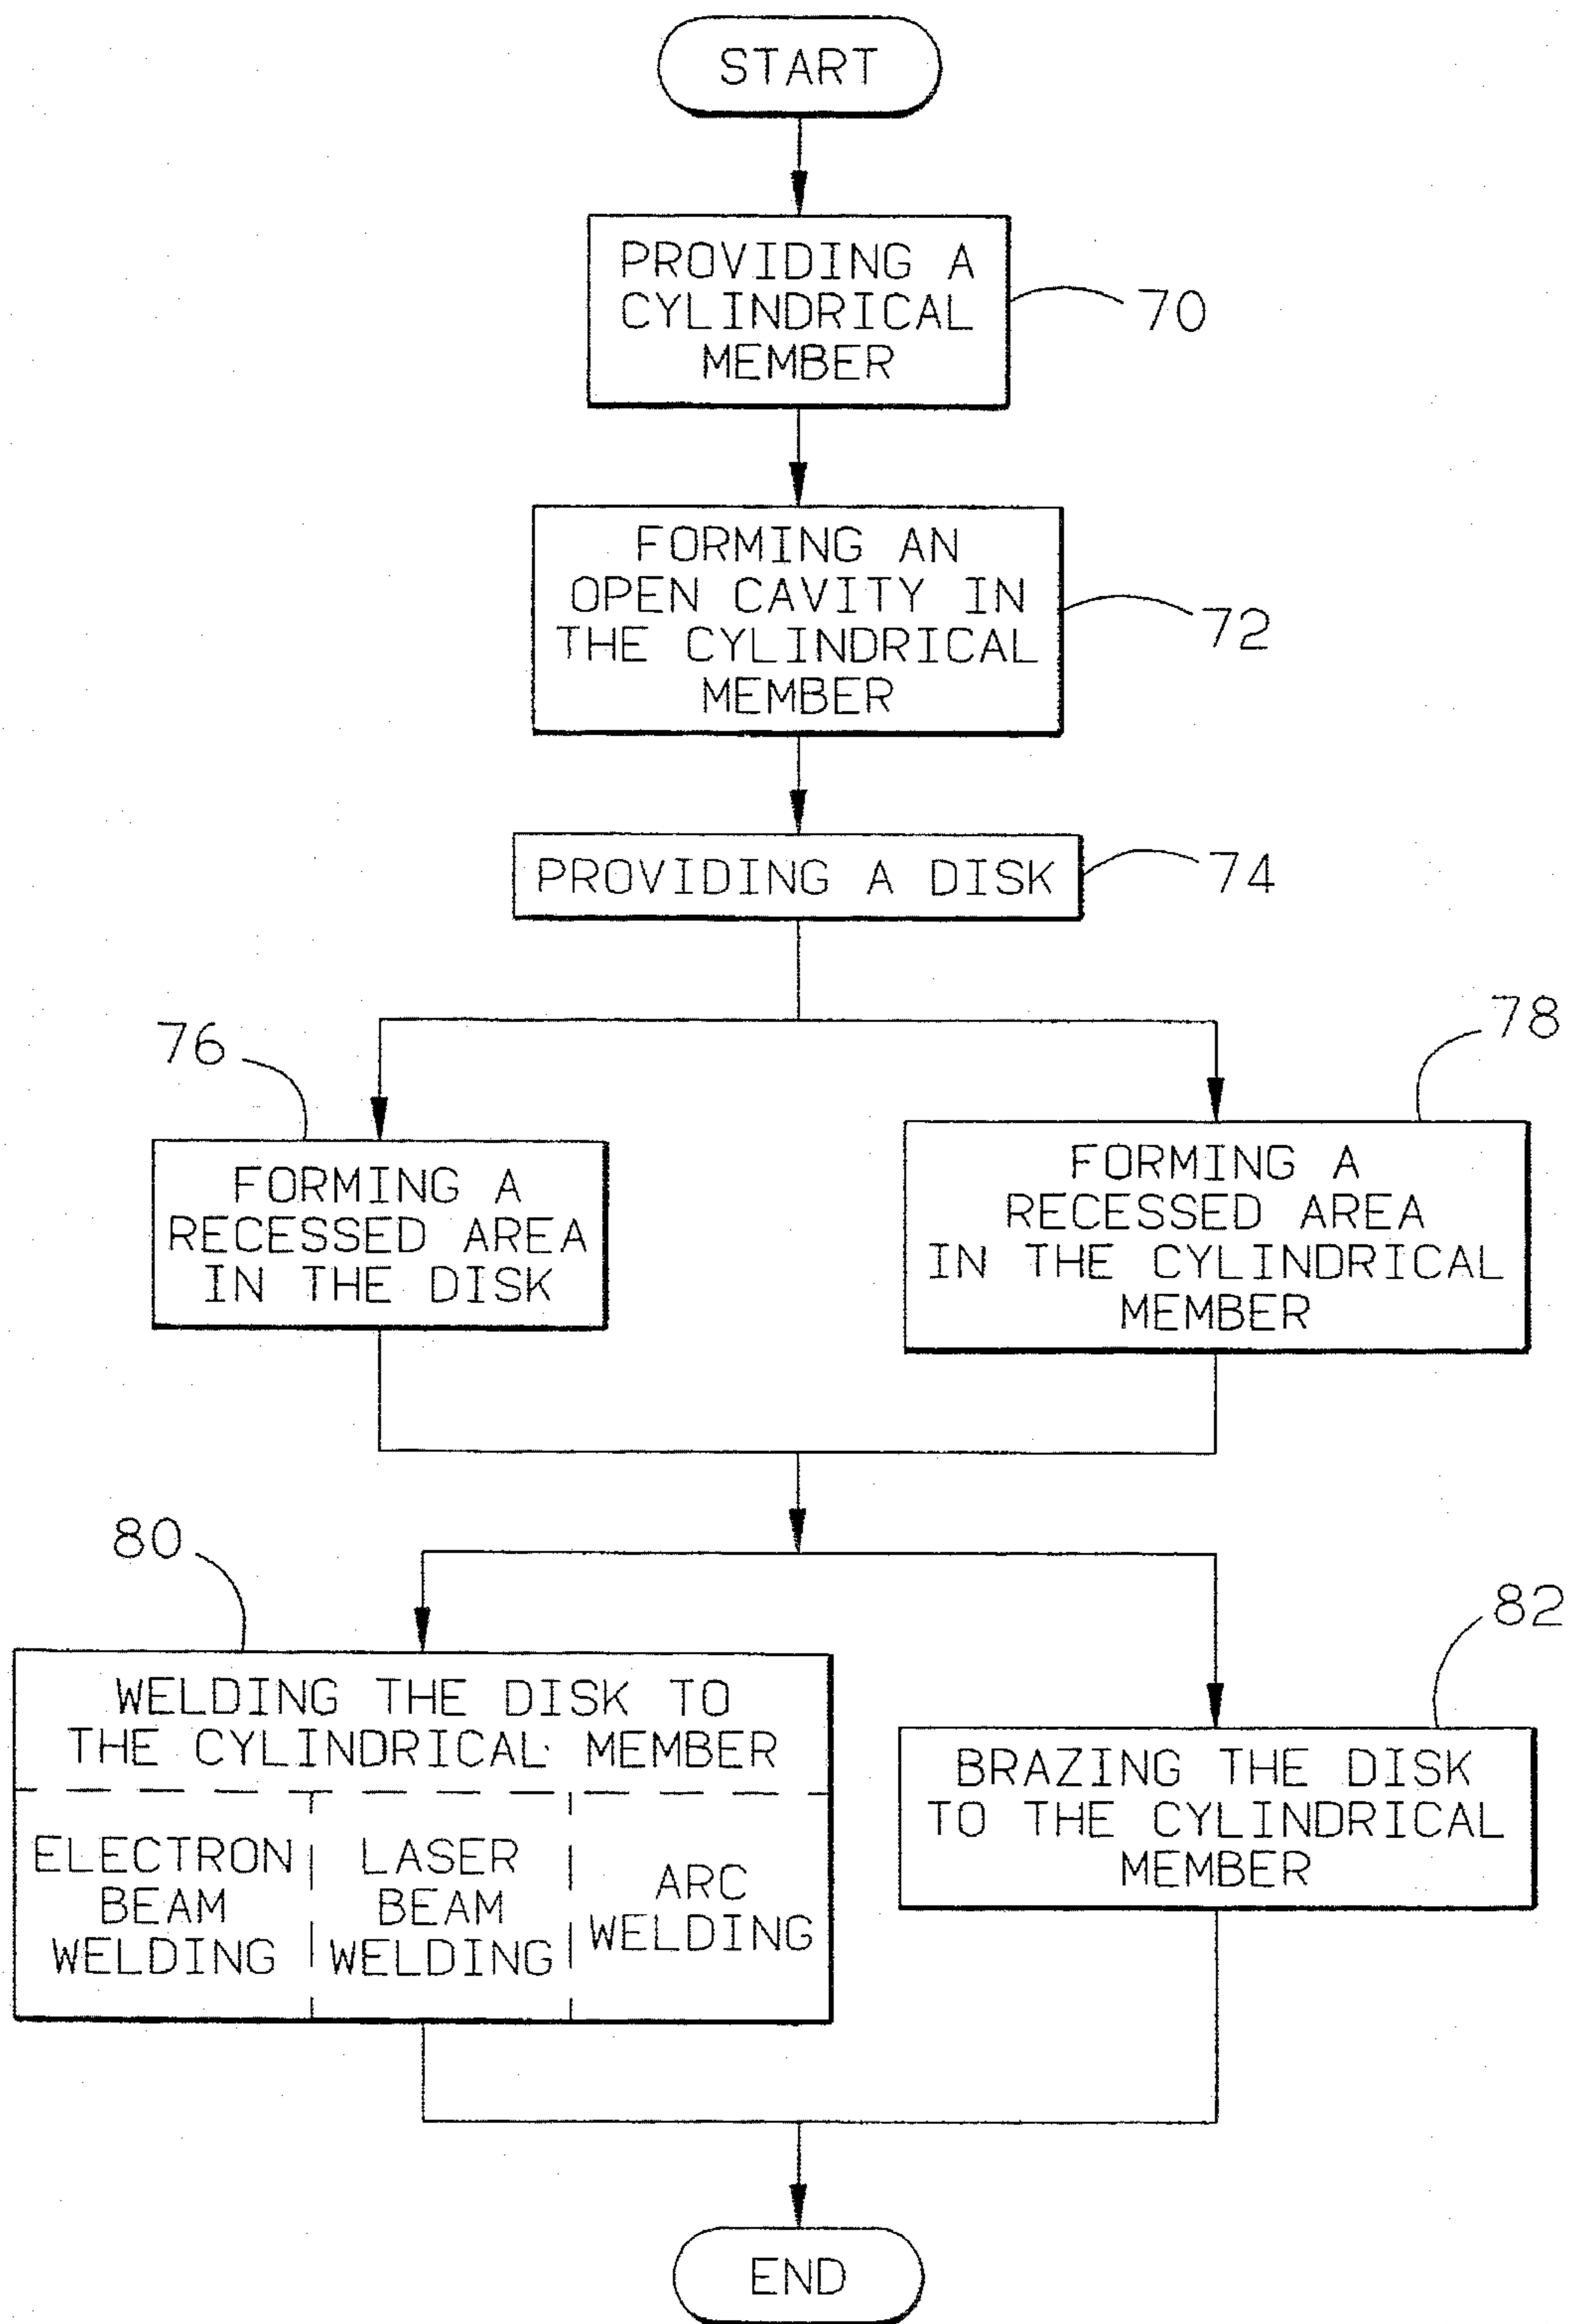 START
PROVIDING A
CYLINDRICAL
MEMBER
70
FORMING AN
OPEN CAVITY IN
THE CYLINDRICAL
MEMBER
72
PROVIDING A DISK
74
76
FORMING A
RECESSED AREA
IN THE DISK
78
FORMING A
RECESSED AREA
IN THE CYLINDRICAL
MEMBER
80
WELDING THE DISK TO
THE CYLINDRICAL MEMBER
ELECTRON
BEAM
WELDING
LASER
BEAM
WELDING
ARC
WELDING
82
BRAZING THE DISK
TO THE CYLINDRICAL
MEMBER
END